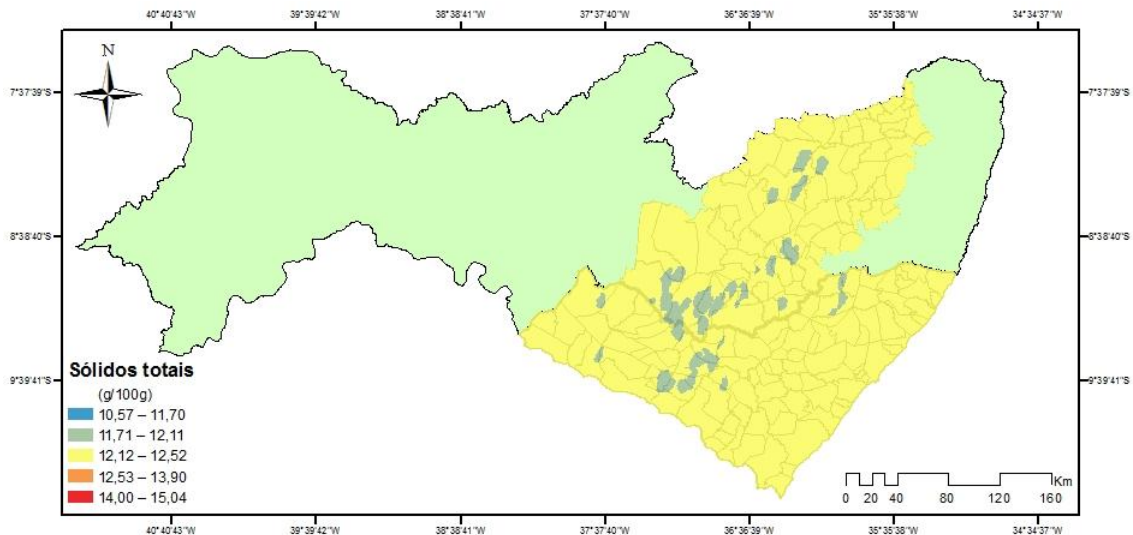 40°40'43"W 39°39'42"W 38°38'41"W 37°37'40"W 36°36'39"W 35°35'38"W 34°34'37"W
N
7°37'39"S 7°37'39"S
8°38'40"S 8°38'40"S
9°39'41"S 9°39'41"S
Sólidos totais
(g/100g)
10,57 – 11,70
11,71 – 12,11
12,12 – 12,52
12,53 – 13,90
14,00 – 15,04
Km
0 20 40 80 120 160
40°40'43"W 39°39'42"W 38°38'41"W 37°37'40"W 36°36'39"W 35°35'38"W 34°34'37"W